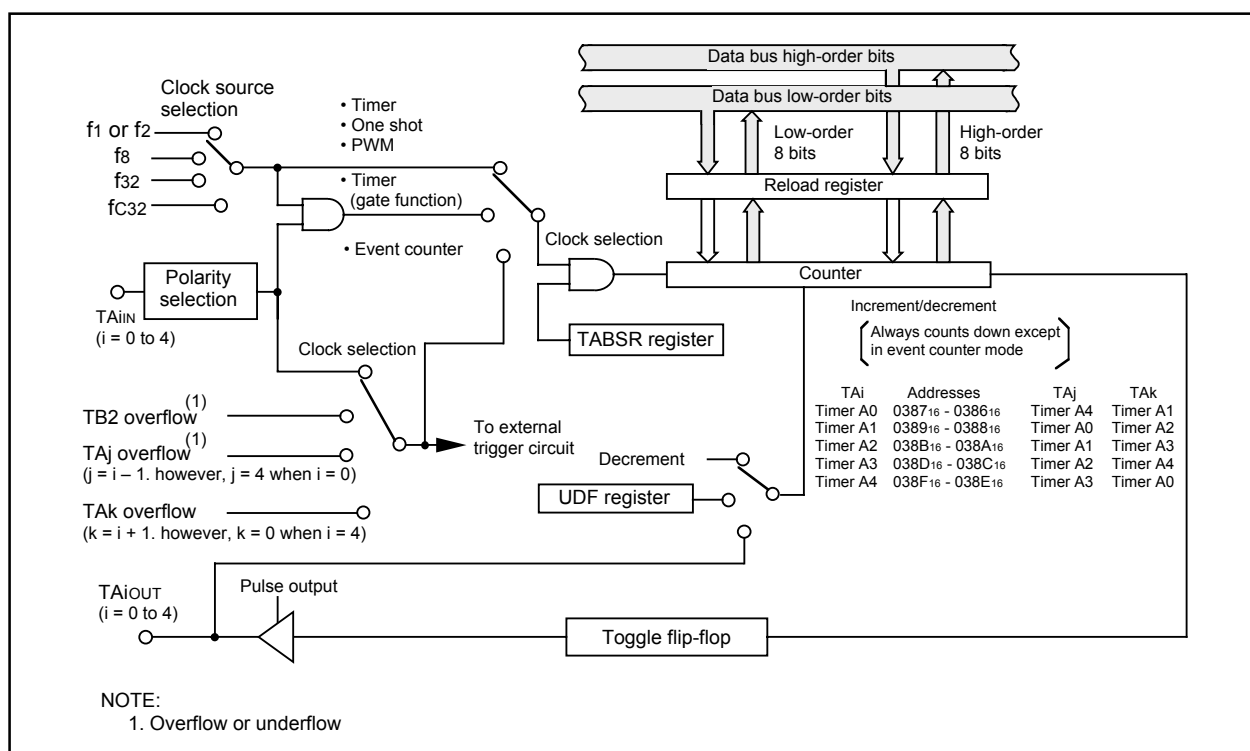 Data bus high-order bits
Data bus low-order bits
Clock source
selection
f1 or f2
f8
f32
fC32
• Timer
• One shot
• PWM
• Timer
(gate function)
• Event counter
Low-order
8 bits
High-order
8 bits
Reload register
Clock selection
Counter
Polarity
selection
TAiIN
(i = 0 to 4)
TABSR register
Increment/decrement
Always counts down except
in event counter mode
Clock selection
TB2 overflow (1)
TAj overflow (1)
(j = i – 1. however, j = 4 when i = 0)
TAk overflow
(k = i + 1. however, k = 0 when i = 4)
To external
trigger circuit
Decrement
UDF register
TAi Addresses TAj TAk
Timer A0 038716 - 038616 Timer A4 Timer A1
Timer A1 038916 - 038816 Timer A0 Timer A2
Timer A2 038B16 - 038A16 Timer A1 Timer A3
Timer A3 038D16 - 038C16 Timer A2 Timer A4
Timer A4 038F16 - 038E16 Timer A3 Timer A0
TAiOUT
(i = 0 to 4)
Pulse output
Toggle flip-flop
NOTE:
1. Overflow or underflow